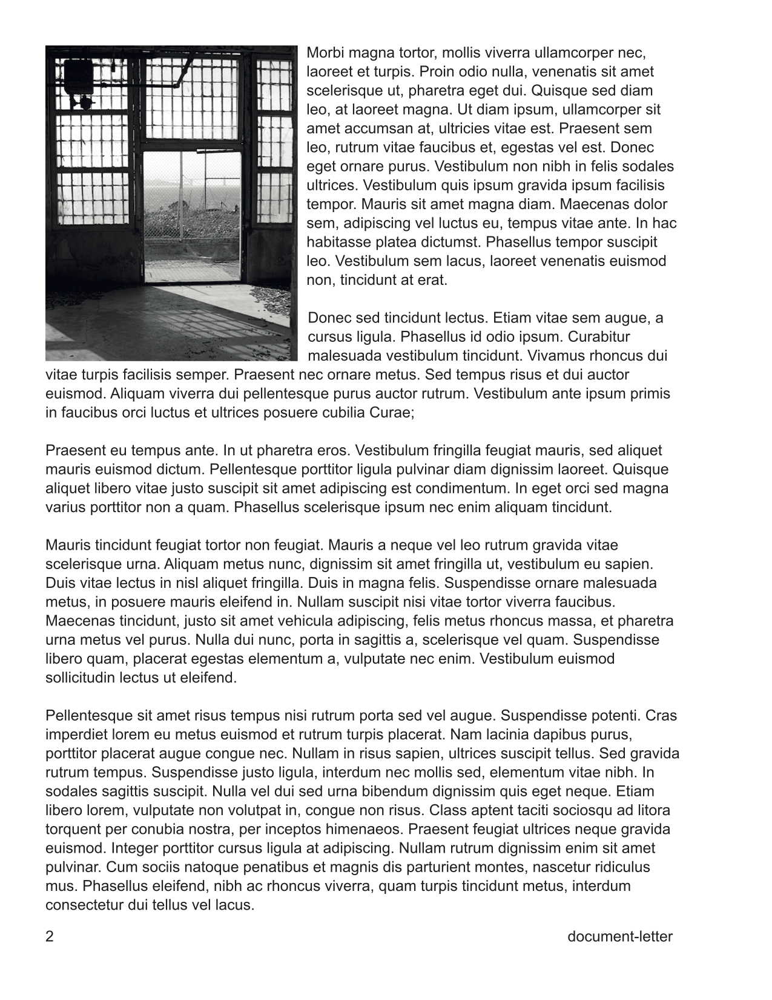 Morbi magna tortor, mollis viverra ullamcorper nec,
laoreet et turpis. Proin odio nulla, venenatis sit amet
scelerisque ut, pharetra eget dui. Quisque sed diam
leo, at laoreet magna. Ut diam ipsum, ullamcorper sit
amet accumsan at, ultricies vitae est. Praesent sem
leo, rutrum vitae faucibus et, egestas vel est. Donec
eget ornare purus. Vestibulum non nibh in felis sodales
ultrices. Vestibulum quis ipsum gravida ipsum facilisis
tempor. Mauris sit amet magna diam. Maecenas dolor
sem, adipiscing vel luctus eu, tempus vitae ante. In hac
habitasse platea dictumst. Phasellus tempor suscipit
leo. Vestibulum sem lacus, laoreet venenatis euismod
non, tincidunt at erat.
Donec sed tincidunt lectus. Etiam vitae sem augue, a
cursus ligula. Phasellus id odio ipsum. Curabitur
malesuada vestibulum tincidunt. Vivamus rhoncus dui
vitae turpis facilisis semper. Praesent nec ornare metus. Sed tempus risus et dui auctor
euismod. Aliquam viverra dui pellentesque purus auctor rutrum. Vestibulum ante ipsum primis
in faucibus orci luctus et ultrices posuere cubilia Curae;
Praesent eu tempus ante. In ut pharetra eros. Vestibulum fringilla feugiat mauris, sed aliquet
mauris euismod dictum. Pellentesque porttitor ligula pulvinar diam dignissim laoreet. Quisque
aliquet libero vitae justo suscipit sit amet adipiscing est condimentum. In eget orci sed magna
varius porttitor non a quam. Phasellus scelerisque ipsum nec enim aliquam tincidunt.
Mauris tincidunt feugiat tortor non feugiat. Mauris a neque vel leo rutrum gravida vitae
scelerisque urna. Aliquam metus nunc, dignissim sit amet fringilla ut, vestibulum eu sapien.
Duis vitae lectus in nisl aliquet fringilla. Duis in magna felis. Suspendisse ornare malesuada
metus, in posuere mauris eleifend in. Nullam suscipit nisi vitae tortor viverra faucibus.
Maecenas tincidunt, justo sit amet vehicula adipiscing, felis metus rhoncus massa, et pharetra
urna metus vel purus. Nulla dui nunc, porta in sagittis a, scelerisque vel quam. Suspendisse
libero quam, placerat egestas elementum a, vulputate nec enim. Vestibulum euismod
sollicitudin lectus ut eleifend.
Pellentesque sit amet risus tempus nisi rutrum porta sed vel augue. Suspendisse potenti. Cras
imperdiet lorem eu metus euismod et rutrum turpis placerat. Nam lacinia dapibus purus,
porttitor placerat augue congue nec. Nullam in risus sapien, ultrices suscipit tellus. Sed gravida
rutrum tempus. Suspendisse justo ligula, interdum nec mollis sed, elementum vitae nibh. In
sodales sagittis suscipit. Nulla vel dui sed urna bibendum dignissim quis eget neque. Etiam
libero lorem, vulputate non volutpat in, congue non risus. Class aptent taciti sociosqu ad litora
torquent per conubia nostra, per inceptos himenaeos. Praesent feugiat ultrices neque gravida
euismod. Integer porttitor cursus ligula at adipiscing. Nullam rutrum dignissim enim sit amet
pulvinar. Cum sociis natoque penatibus et magnis dis parturient montes, nascetur ridiculus
mus. Phasellus eleifend, nibh ac rhoncus viverra, quam turpis tincidunt metus, interdum
consectetur dui tellus vel lacus.
2 document-letter